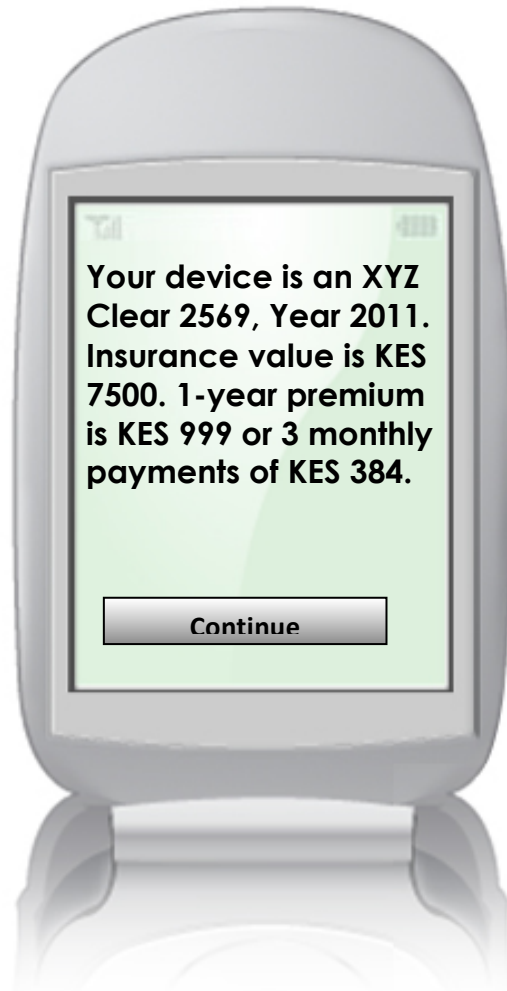 Your device is an XYZ
Clear 2569, Year 2011.
Insurance value is KES
7500. 1-year premium
is KES 999 or 3 monthly
payments of KES 384.
Continue